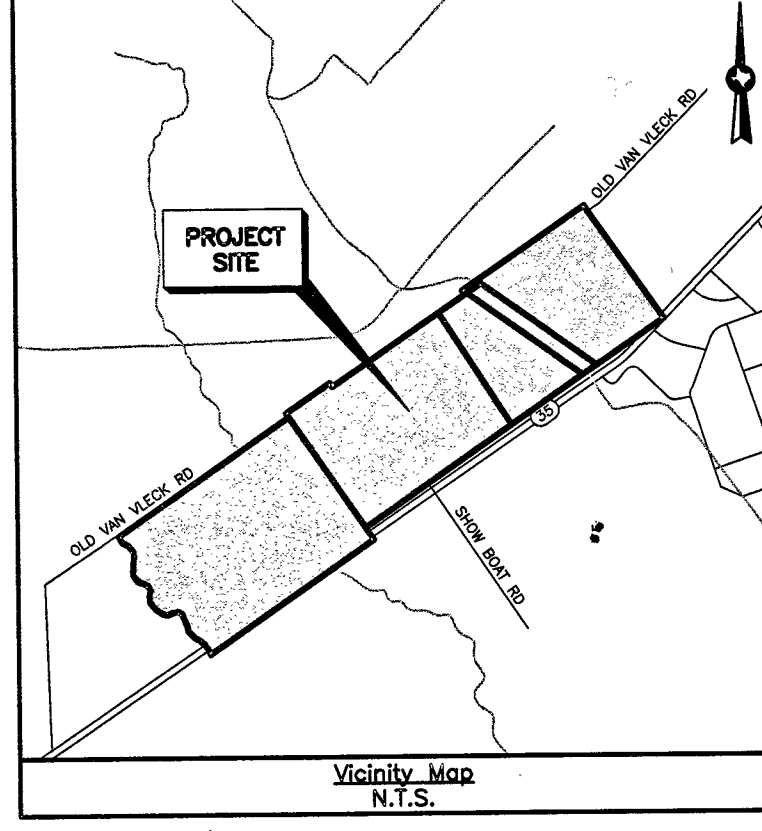 OLD VAN VLECK RD
PROJECT
SITE
35
OLD VAN VLECK RD
SHOW BOAT RD
Vicinity Map
N.T.S.